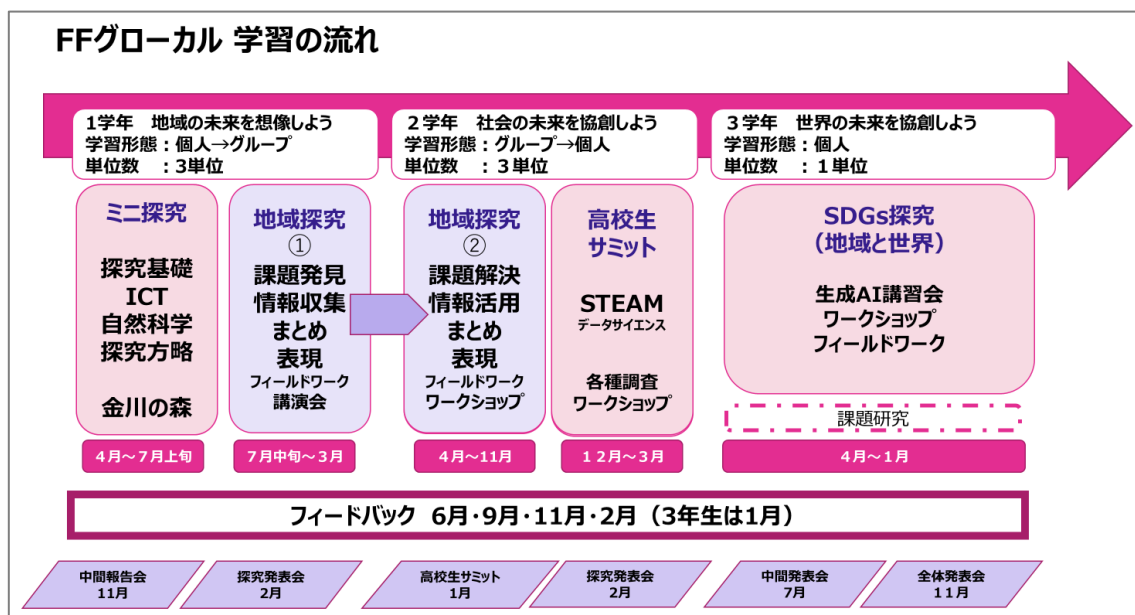 FFグローカル 学習の流れ
1学年　地域の未来を想像しよう
学習形態：個人→グループ
単位数　：3単位
２学年　社会の未来を協創しよう
学習形態：グループ→個人
単位数　：３単位
３学年　世界の未来を協創しよう
学習形態：個人
単位数　：１単位
ミニ探究
探究基礎
ICT
自然科学
探究方略
金川の森
地域探究
①
課題発見
情報収集
まとめ
表現
フィールドワーク
講演会
地域探究
②
課題解決
情報活用
まとめ
表現
フィールドワーク
ワークショップ
高校生
サミット
STEAM
データサイエンス
各種調査
ワークショップ
SDGs探究
（地域と世界）
生成AI講習会
ワークショップ
フィールドワーク
課題研究
４月～７月上旬
７月中旬～３月
４月～11月
１２月～３月
４月～１月
フィードバック 6月・9月・11月・2月（3年生は1月）
中間報告会
11月
探究発表会
2月
高校生サミット
1月
探究発表会
2月
中間発表会
7月
全体発表会
１１月